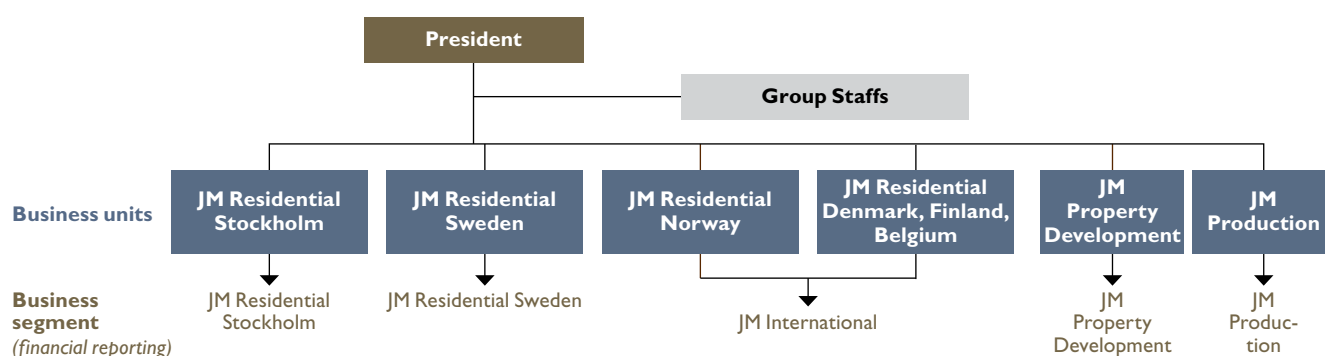 President
Group Staffs
Business units
JM Residential
Stockholm
JM Residential
Sweden
JM Residential
Norway
JM Residential
Denmark, Finland,
Belgium
JM
Property
Development
JM
Production
Business
segment
(financial reporting)
JM Residential
Stockholm
JM Residential Sweden
JM International
JM
Property
Development
JM
Produc-
tion